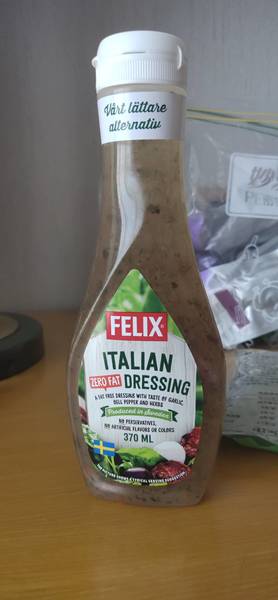 Vårt lättare
alternativ
FELIX
ITALIAN
ZERO FAT DRESSING
A FAT FREE DRESSING WITH TASTE OF GARLIC
BELL PEPPER AND HERBS
Produced in Sweden
NO PRESERVATIVES,
NO ARTIFICIAL FLAVORS OR COLORS
370 ML